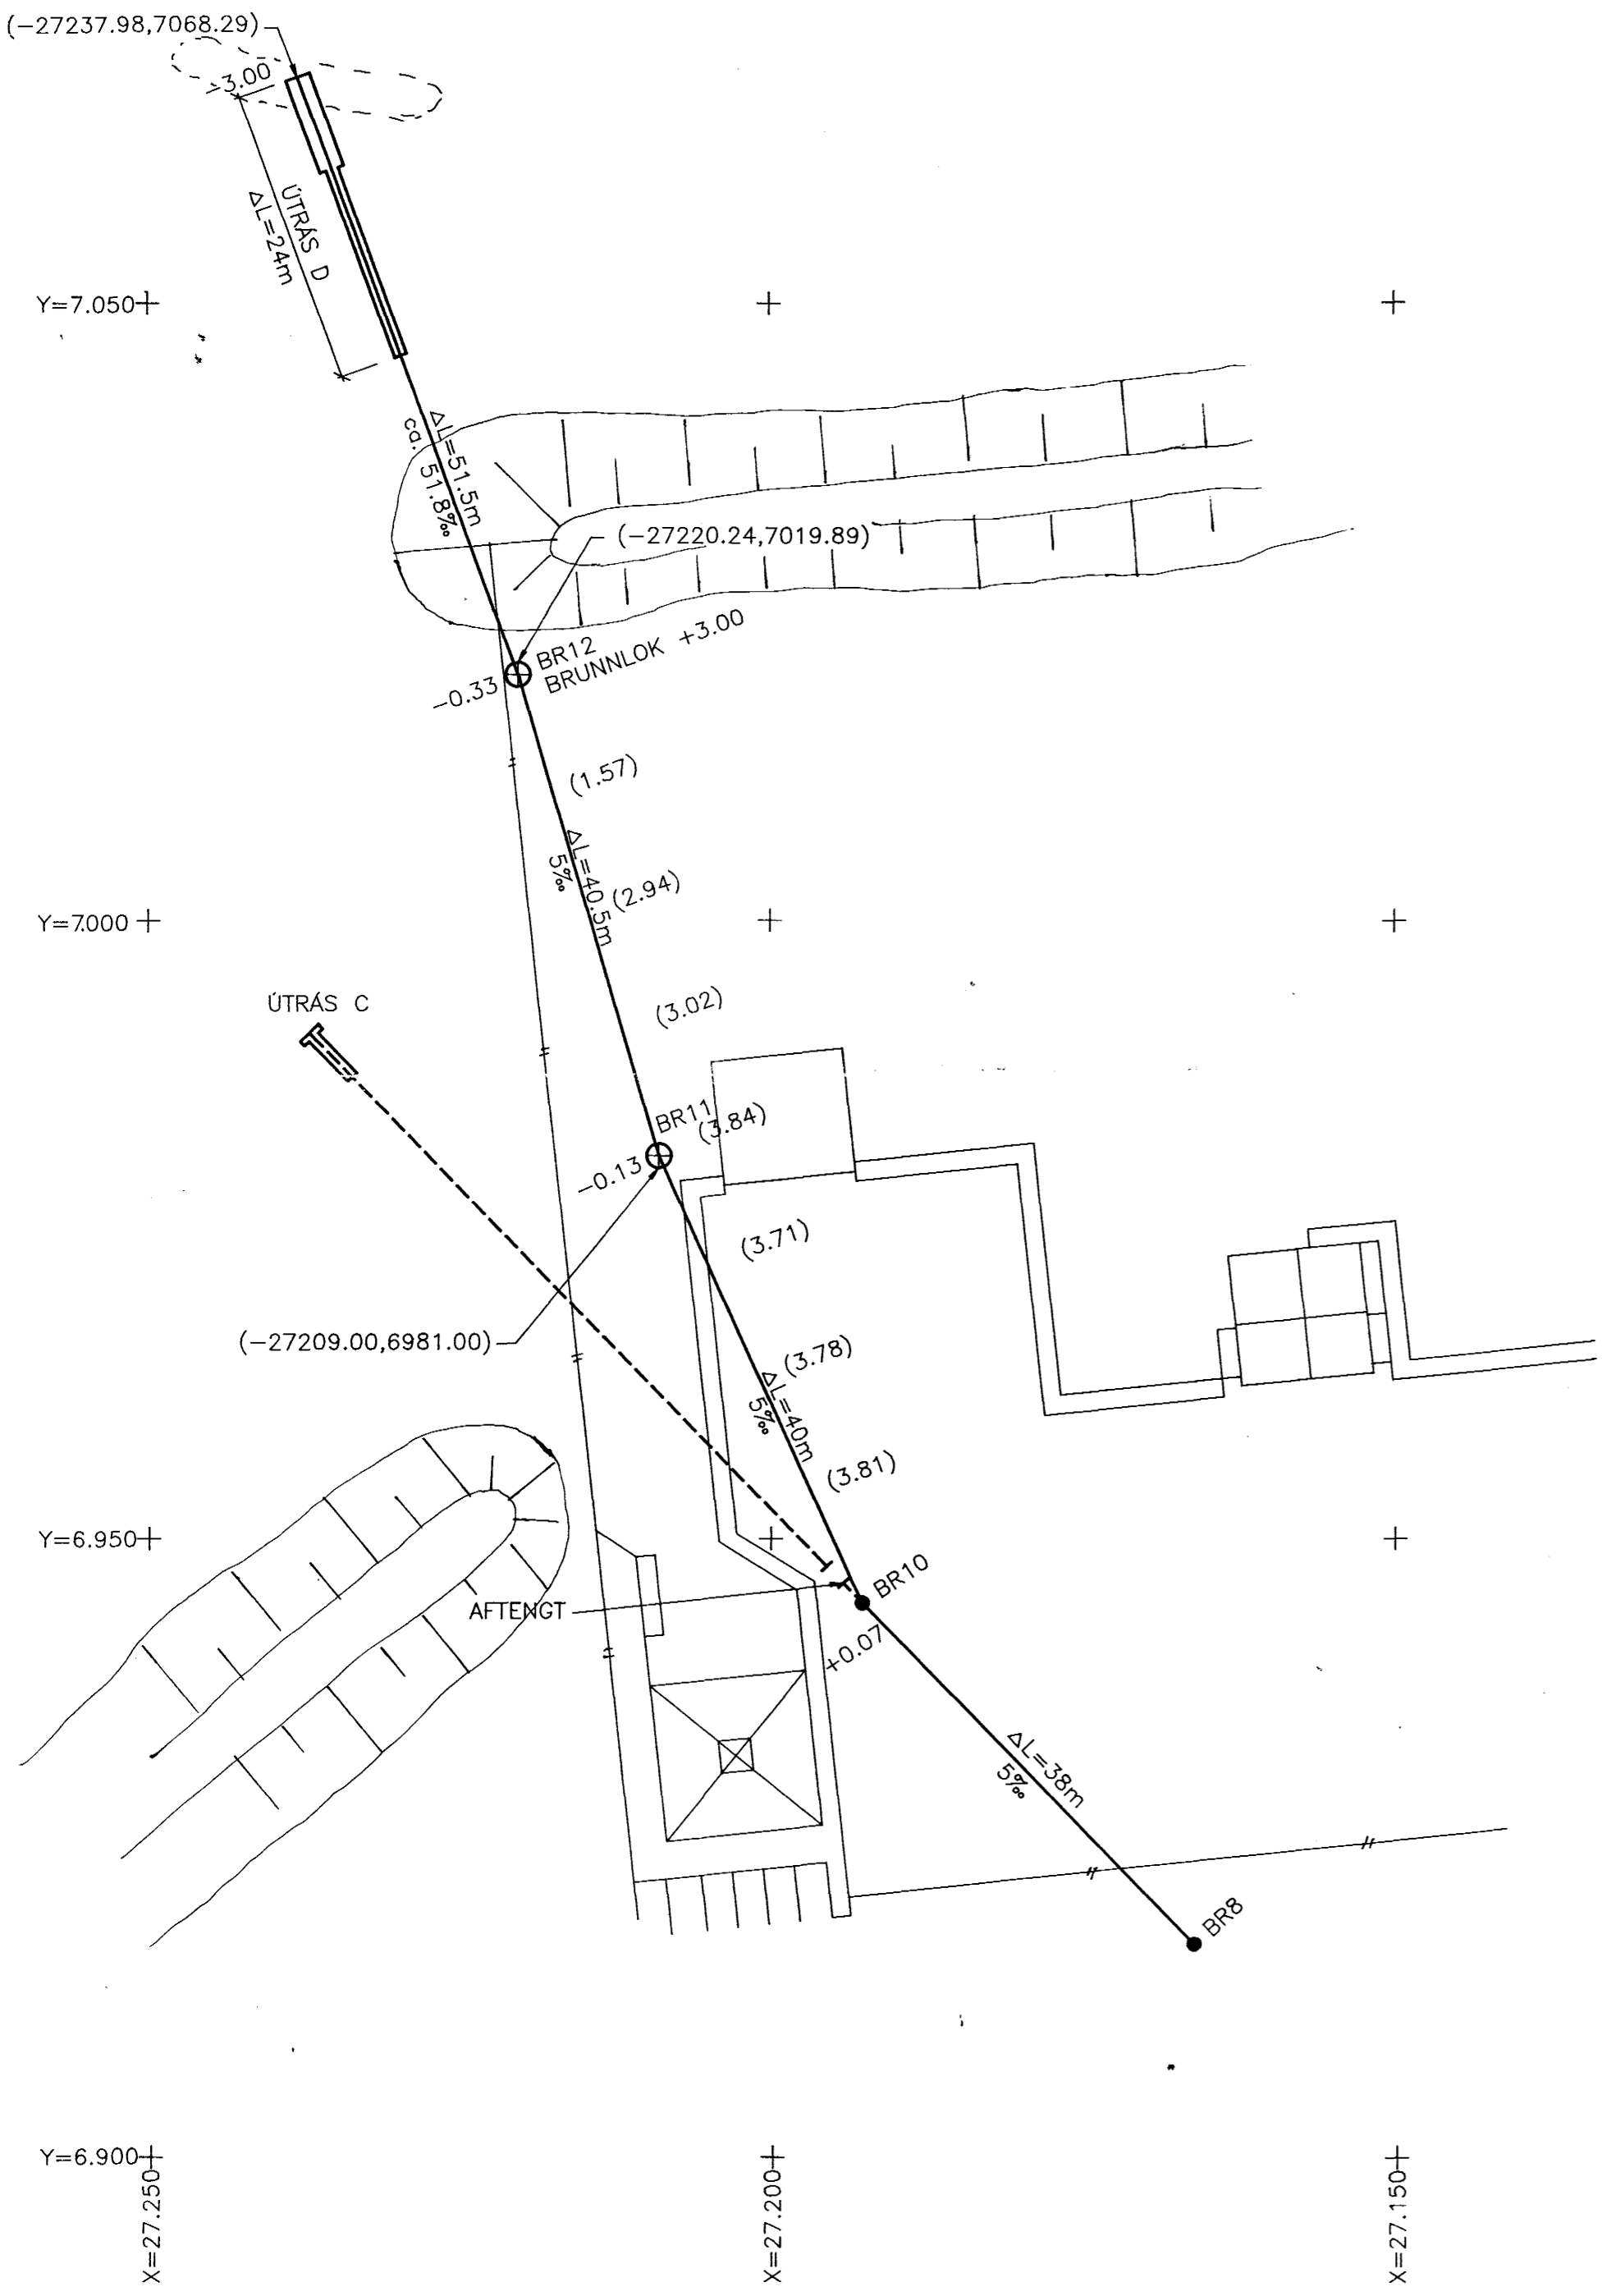 (−27237.98,7068.29)
-3.00
ÚTRÁS D
ΔL=24m
Y=7.050
ΔL=51.5m
ca. 51.8‰
(−27220.24,7019.89)
BR12
BRUNNLOK +3.00
−0.33
(1.57)
ΔL=40.5m
5‰
(2.94)
Y=7.000
ÚTRÁS C
(3.02)
BR11
(3.84)
−0.13
(3.71)
(−27209.00,6981.00)
(3.78)
ΔL=40m
5‰
(3.81)
Y=6.950
BR10
AFTENGT
+0.07
ΔL=38m
5‰
BR8
Y=6.900
X=27.250
X=27.200
X=27.150